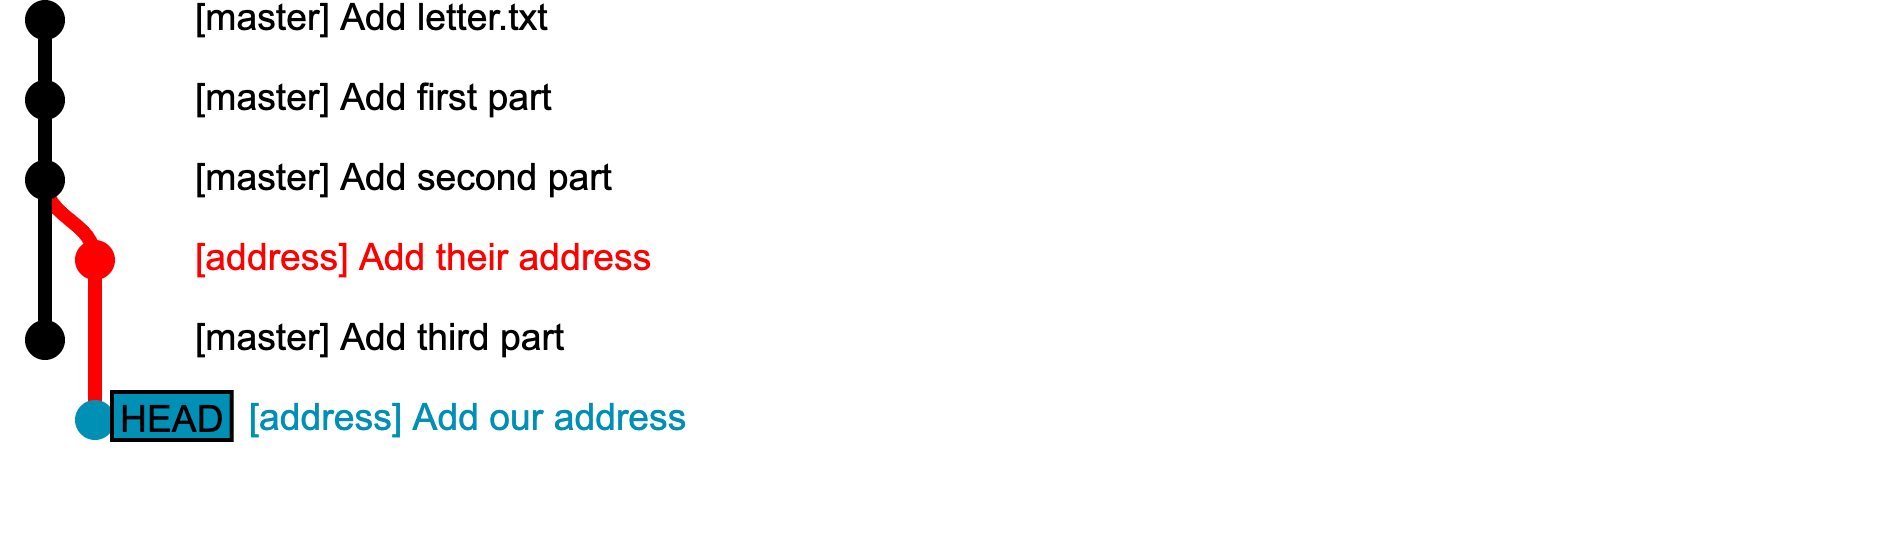 [master] Add letter.txt
[master] Add first part
[master] Add second part
[address] Add their address
[master] Add third part
HEAD [address] Add our address